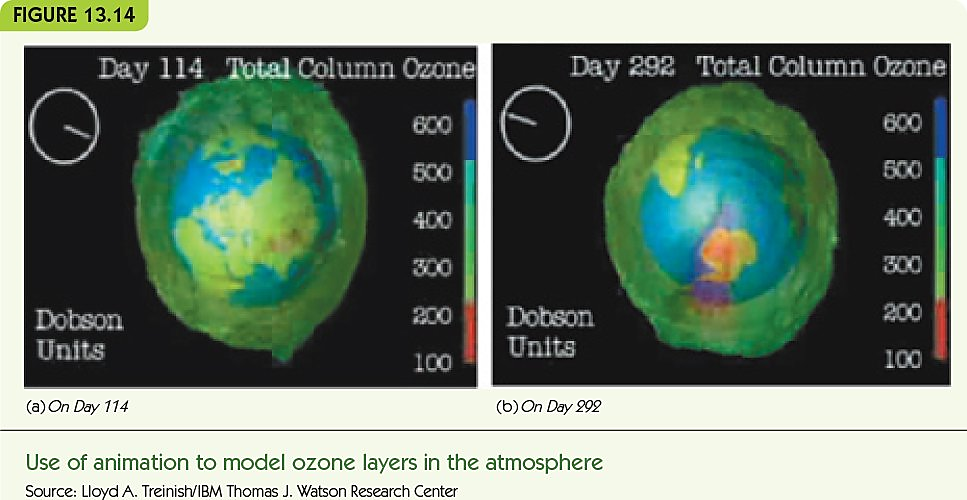 FIGURE 13.14
Day 114 Total Column Ozone
600
500
400
300
200
100
Dobson
Units
Day 292 Total Column Ozone
600
500
400
300
200
100
Dobson
Units
(a) On Day 114
(b) On Day 292
Use of animation to model ozone layers in the atmosphere
Source: Lloyd A. Treinish/IBM Thomas J. Watson Research Center